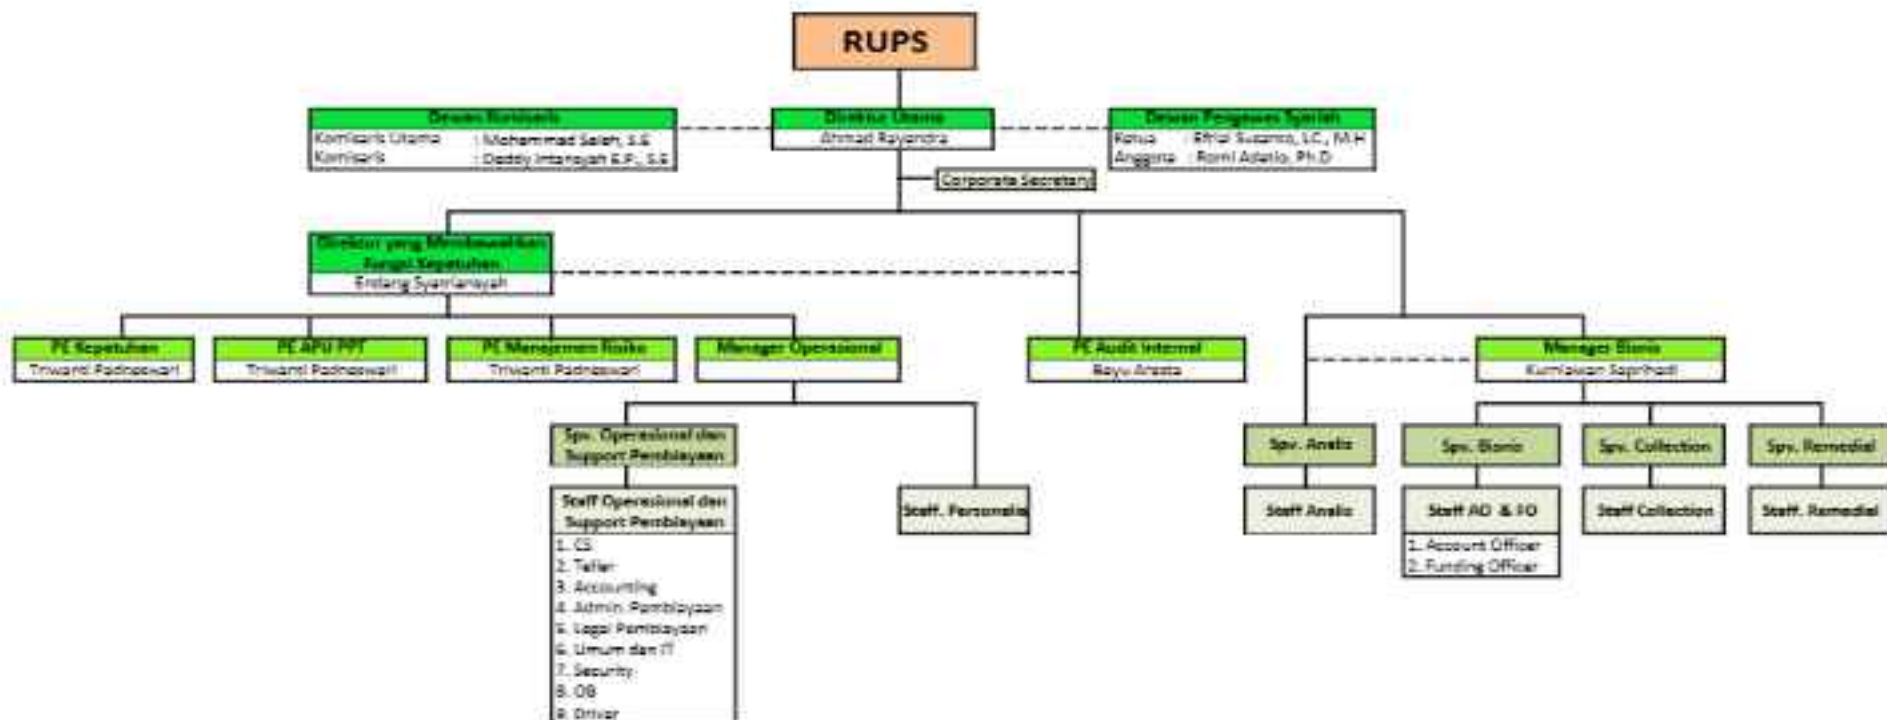 RUPS
Dewan Komisaris
Komisaris Utama : Mohammad Saleh, S.E
Komisaris : Deddy Intansyah E.P., S.E
Direktur Utama
Ahmad Rayendra
Dewan Pengawas Syariah
Ketua : Efrial Susanto, LC., M.H
Anggota : Romi Adetio, Ph.D
Corporate Secretary
Direktur yang Membawahkan
Fungsi Kepatuhan
Endang
PE Kepatuhan
Triwanti
PE APU PPT
Triwanti
PE Manajemen Risiko
Triwanti
Manager Operasional
PE Audit Internal
Bayu Aresta
Manager Bisnis
Kurniawan Saprihadi
Spv. Operasional dan
Support Pembiayaan
Spv. Analis
Spv. Bisnis
Spv. Collection
Spv. Remedial
Staff Operasional dan
Support Pembiayaan
1. CS
2. Teller
3. Accounting
4. Admin. Pembiayaan
5. Legal Pembiayaan
6. Umum dan IT
7. Security
8. OB
9. Driver
Staff. Personalia
Staff Analis
Staff AO & FO
1. Account Officer
2. Funding Officer
Staff Collection
Staff. Remedial